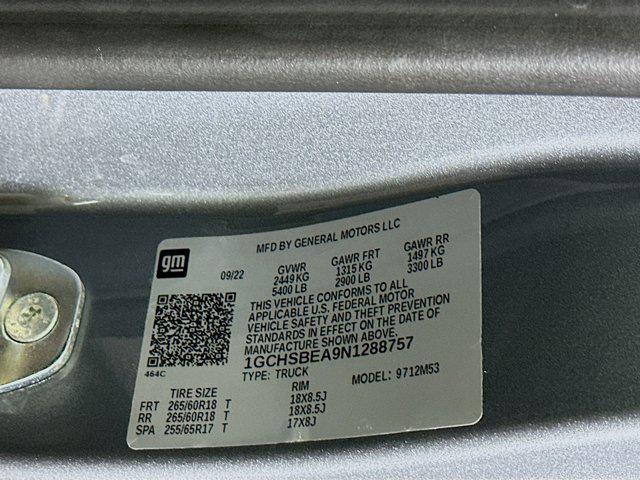 MFD BY GENERAL MOTORS LLC
gm
09/22
GVWR GAWR FRT GAWR RR
2449 KG 1315 KG 1497 KG
5400 LB 2900 LB 3300 LB
THIS VEHICLE CONFORMS TO ALL
APPLICABLE U.S. FEDERAL MOTOR
VEHICLE SAFETY AND THEFT PREVENTION
STANDARDS IN EFFECT ON THE DATE OF
MANUFACTURE SHOWN ABOVE.
1GCHSBEA9N1288757
464C
TYPE: TRUCK MODEL: 9712M53
TIRE SIZE RIM
FRT 265/60R18 T 18X8.5J
RR 265/60R18 T 18X8.5J
SPA 255/65R17 T 17X8J